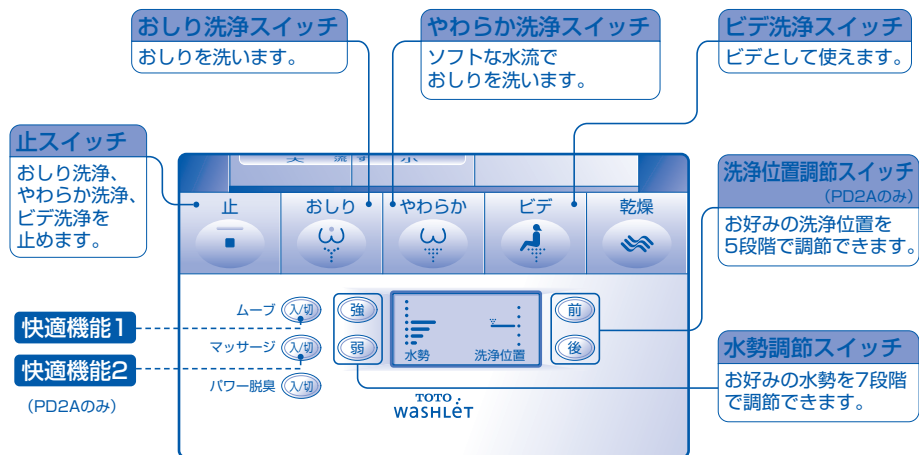 おしり洗浄スイッチ
おしりを洗います。
やわらか洗浄スイッチ
ソフトな水流で
おしりを洗います。
ビデ洗浄スイッチ
ビデとして使えます。
止スイッチ
おしり洗浄、
やわらか洗浄、
ビデ洗浄を
止めます。
洗浄位置調節スイッチ
(PD2Aのみ)
お好みの洗浄位置を
5段階で調節できます。
止 おしり やわらか ビデ 乾燥
ムーブ 入/切 強 前
マッサージ 入/切 弱 水勢 洗浄位置 後
パワー脱臭 入/切
快適機能1
快適機能2
(PD2Aのみ)
水勢調節スイッチ
お好みの水勢を7段階
で調節できます。
TOTO
WASHLET